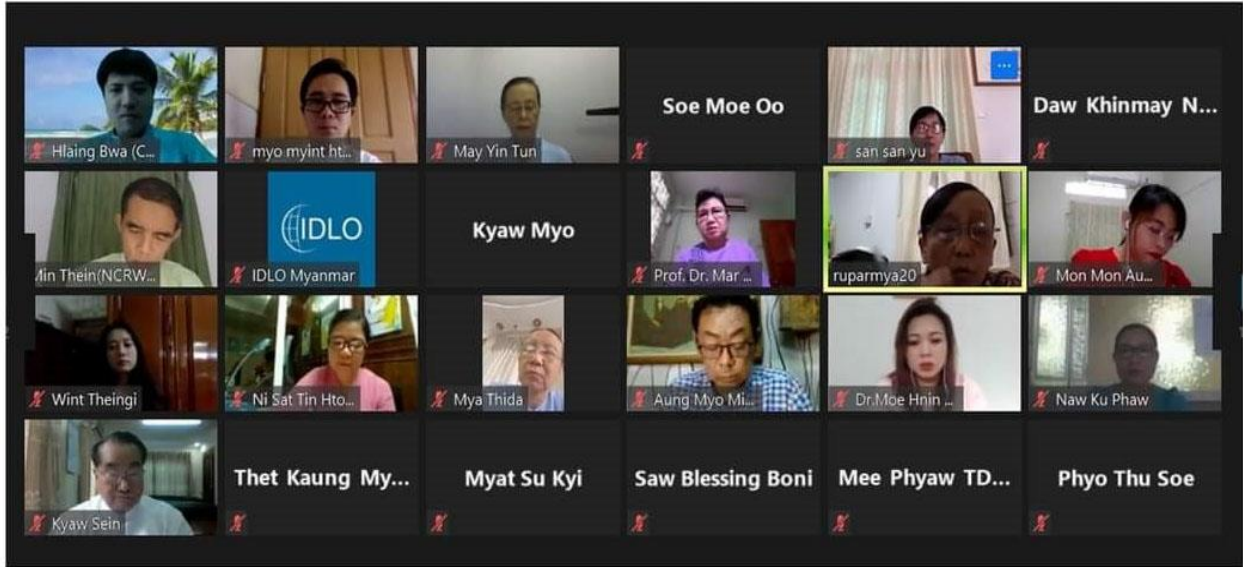 Hlaing Bwa (C...
myo myint ht...
May Yin Tun
Soe Moe Oo
san san yu
Daw Khinmay N...
Min Thein(NCRW...
IDLO
IDLO Myanmar
Kyaw Myo
Prof. Dr. Mar ...
ruparmya20
Mon Mon Au...
Wint Theingi
Ni Sat Tin Hto...
Mya Thida
Aung Myo Mi...
Dr.Moe Hnin ...
Naw Ku Phaw
Kyaw Sein
Thet Kaung My...
Myat Su Kyi
Saw Blessing Boni
Mee Phyaw TD...
Phyo Thu Soe